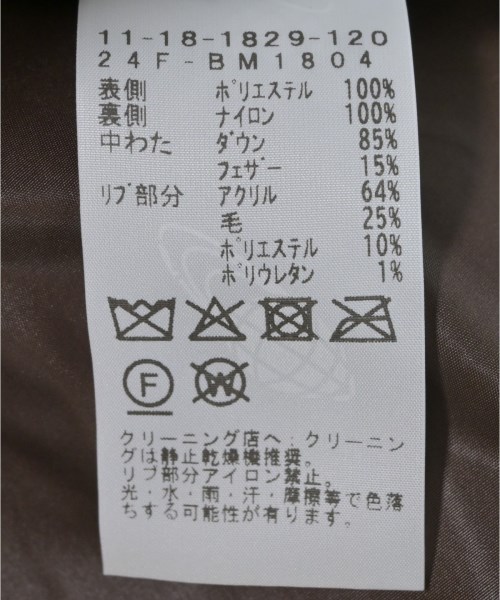 11-18-1829-120
24F-BM1804
表側 ポリエステル 100%
裏側 ナイロン 100%
中わた ダウン 85%
フェザー 15%
リブ部分 アクリル 64%
毛 25%
ポリエステル 10%
ポリウレタン 1%
F W
クリーニング店へ:クリーニン
グは静止乾燥機推奨。
リブ部分アイロン禁止。
光・水・雨・汗・摩擦等で色落
ちする可能性が有ります。